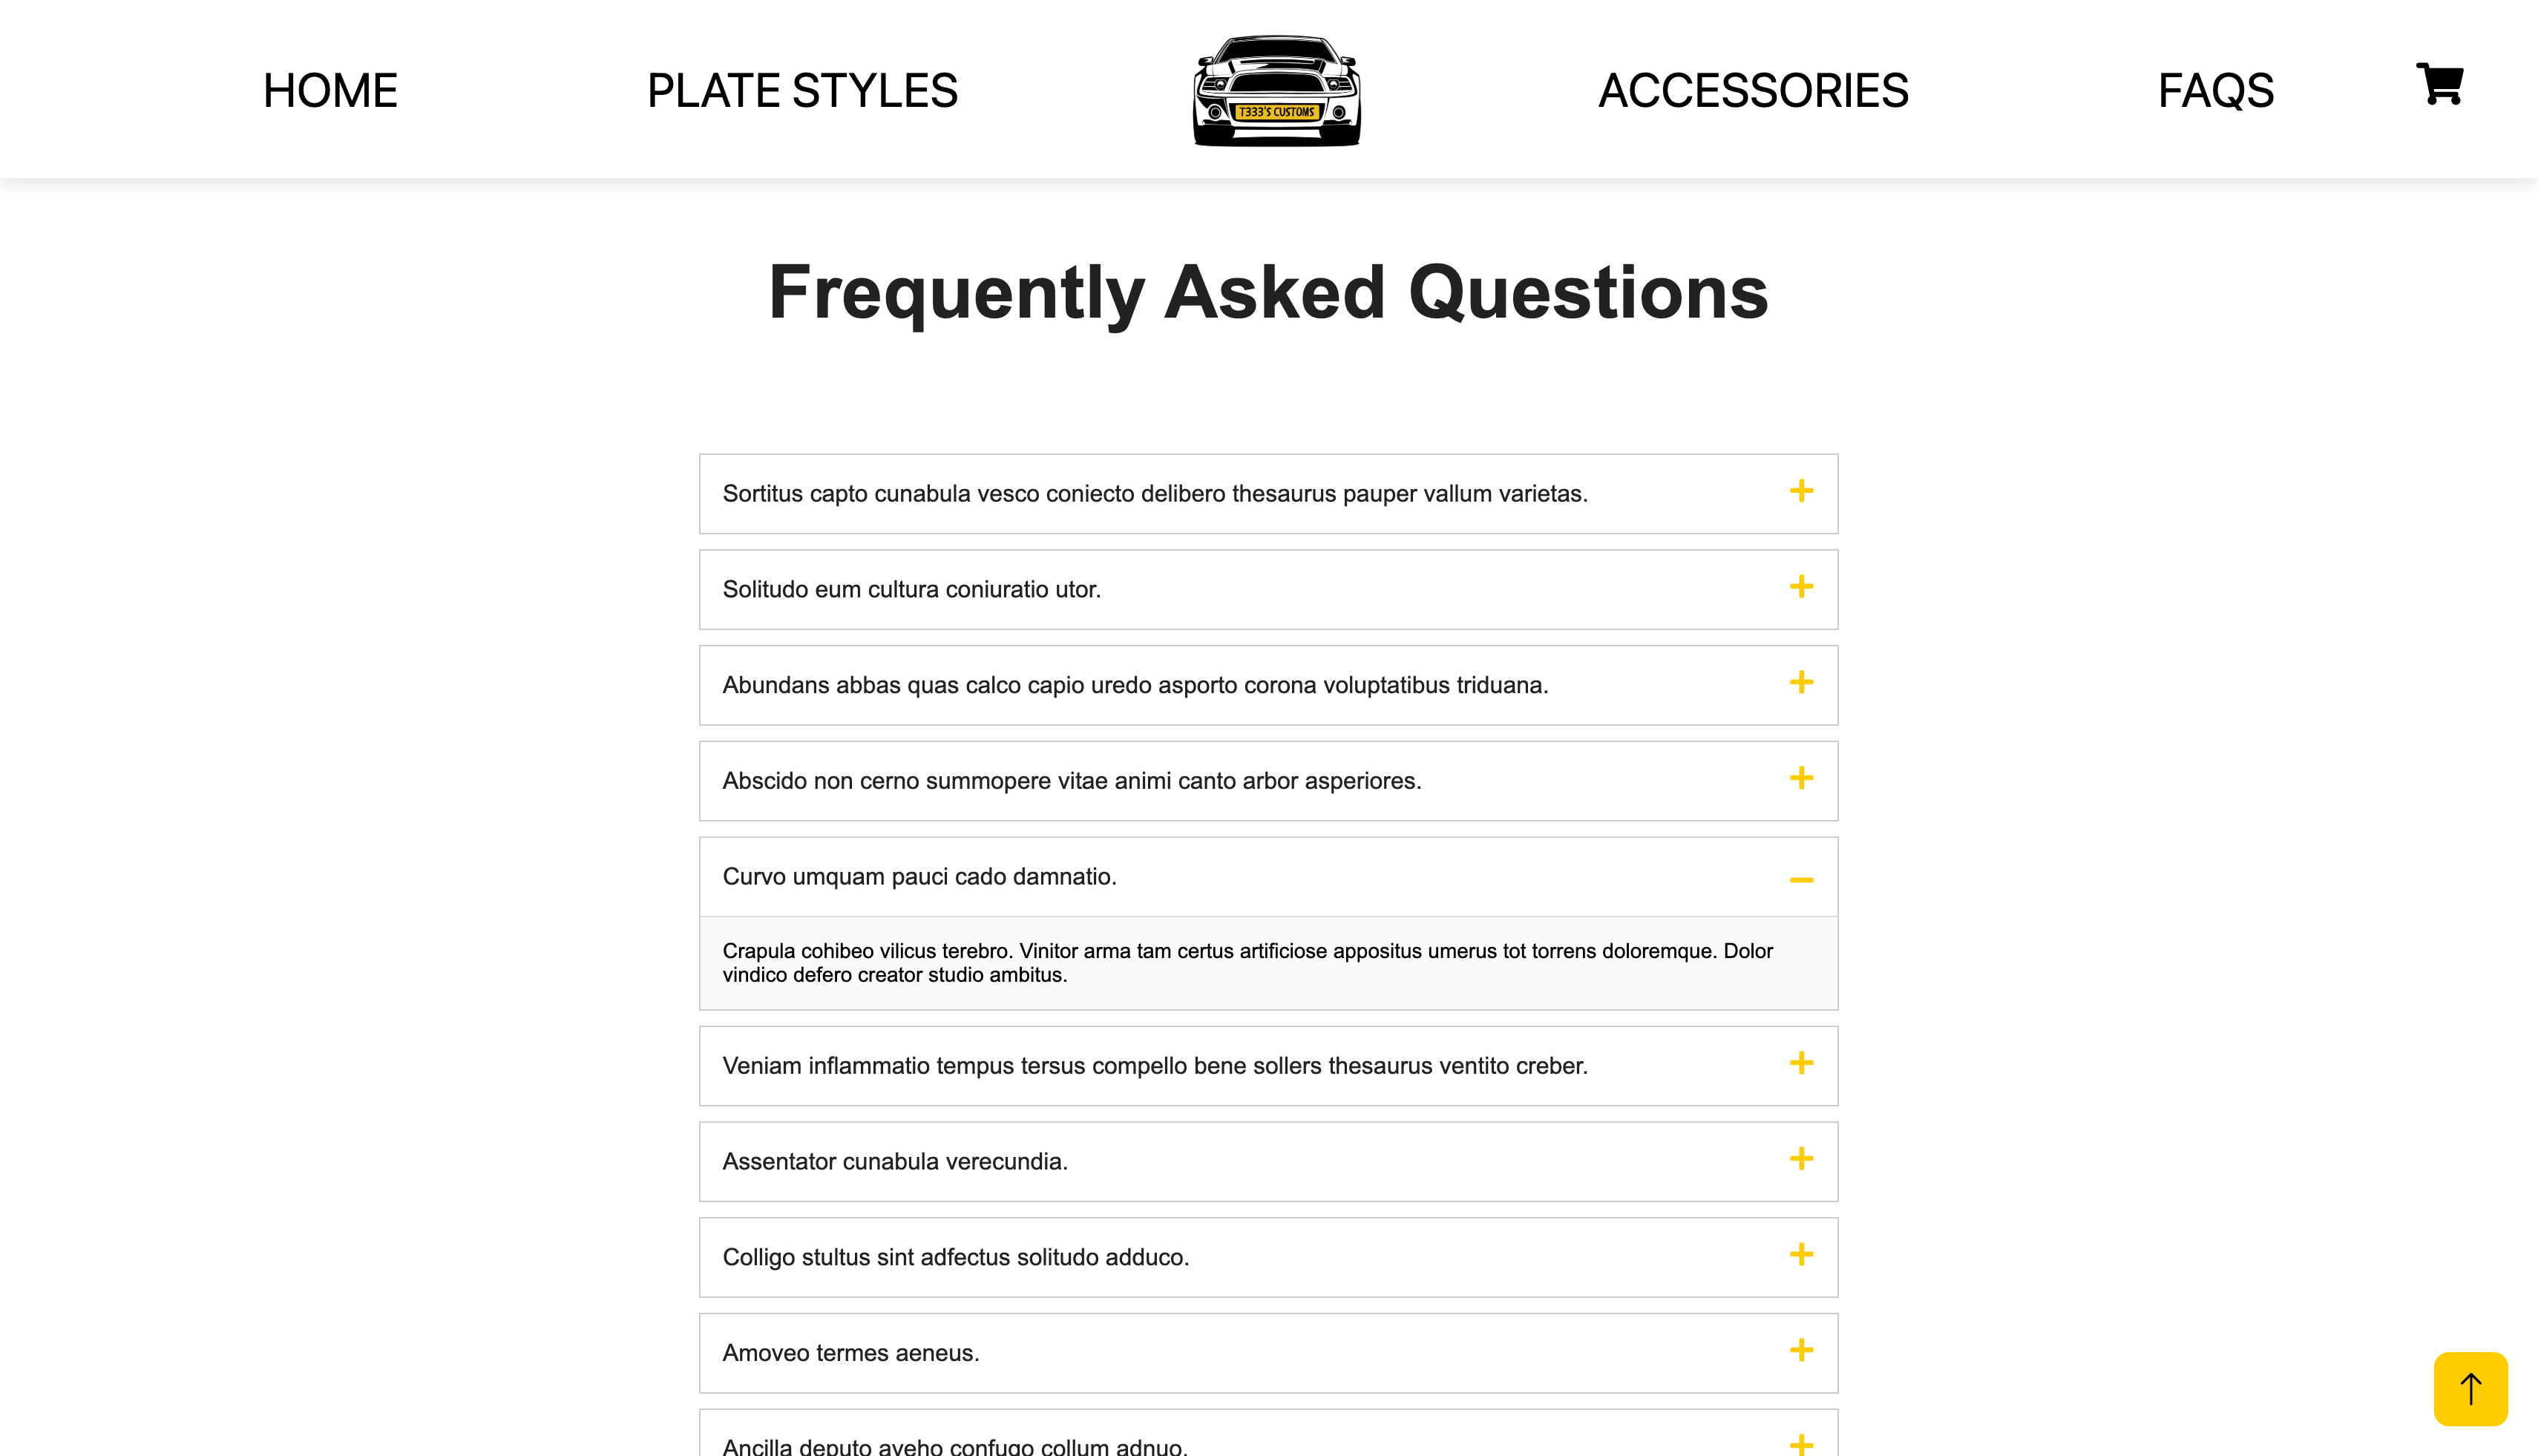 HOME
PLATE STYLES
T333'S CUSTOMS
ACCESSORIES
FAQS
Frequently Asked Questions
Sortitus capto cunabula vesco coniecto delibero thesaurus pauper vallum varietas.
Solitudo eum cultura coniuratio utor.
Abundans abbas quas calco capio uredo asporto corona voluptatibus triduana.
Abscido non cerno summopere vitae animi canto arbor asperiores.
Curvo umquam pauci cado damnatio.
Crapula cohibeo vilicus terebro. Vinitor arma tam certus artificiose appositus umerus tot torrens doloremque. Dolor
vindico defero creator studio ambitus.
Veniam inflammatio tempus tersus compello bene sollers thesaurus ventito creber.
Assentator cunabula verecundia.
Colligo stultus sint adfectus solitudo adduco.
Amoveo termes aeneus.
Ancilla deputo aveho confugo collum adnuo.